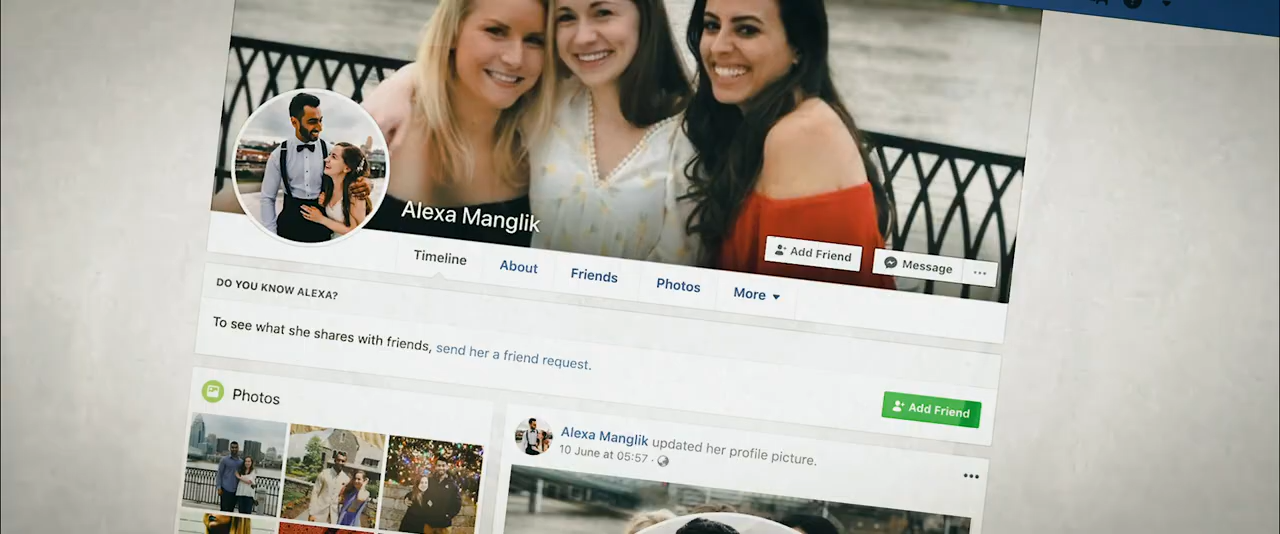 Alexa Manglik
Add Friend
Message
Timeline
About
Friends
Photos
More
DO YOU KNOW ALEXA?
To see what she shares with friends, send her a friend request.
Add Friend
Photos
Alexa Manglik updated her profile picture.
10 June at 05:57 ·